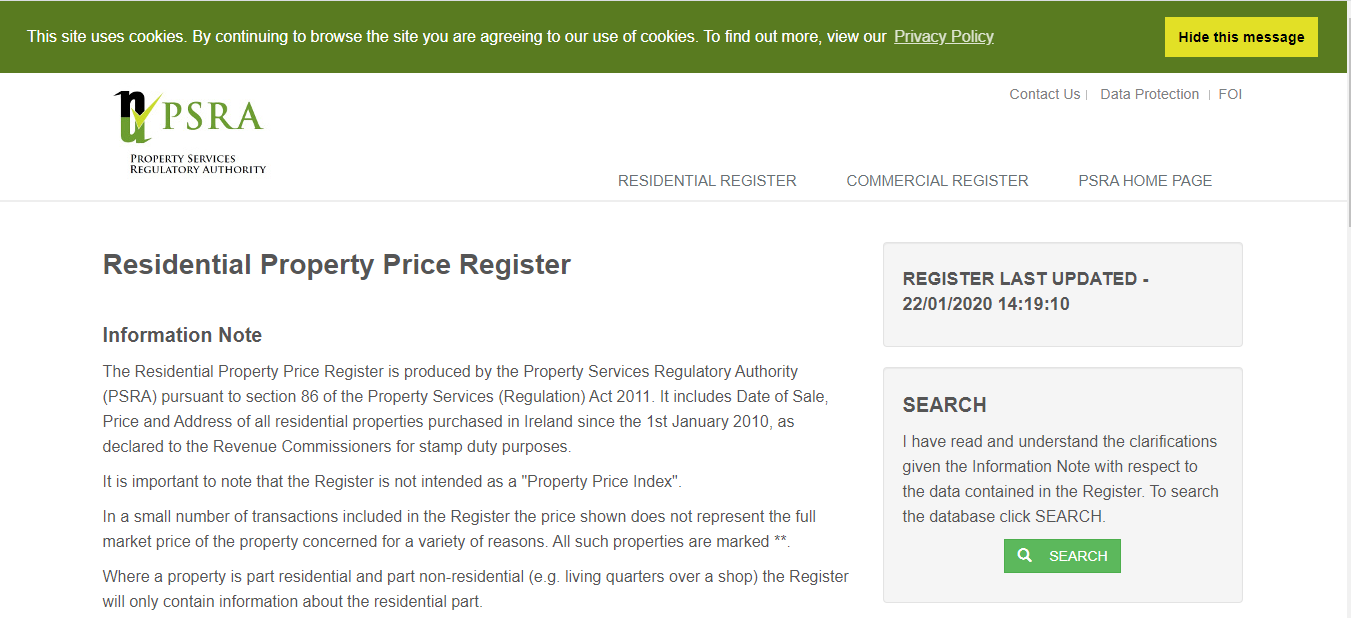 This site uses cookies. By continuing to browse the site you are agreeing to our use of cookies. To find out more, view our Privacy Policy
Hide this message
PSRA
PROPERTY SERVICES
REGULATORY AUTHORITY
Contact Us | Data Protection | FOI
RESIDENTIAL REGISTER COMMERCIAL REGISTER PSRA HOME PAGE
Residential Property Price Register
Information Note
The Residential Property Price Register is produced by the Property Services Regulatory Authority
(PSRA) pursuant to section 86 of the Property Services (Regulation) Act 2011. It includes Date of Sale,
Price and Address of all residential properties purchased in Ireland since the 1st January 2010, as
declared to the Revenue Commissioners for stamp duty purposes.
It is important to note that the Register is not intended as a "Property Price Index".
In a small number of transactions included in the Register the price shown does not represent the full
market price of the property concerned for a variety of reasons. All such properties are marked **.
Where a property is part residential and part non-residential (e.g. living quarters over a shop) the Register
will only contain information about the residential part.
REGISTER LAST UPDATED -
22/01/2020 14:19:10
SEARCH
I have read and understand the clarifications
given the Information Note with respect to
the data contained in the Register. To search
the database click SEARCH.
SEARCH